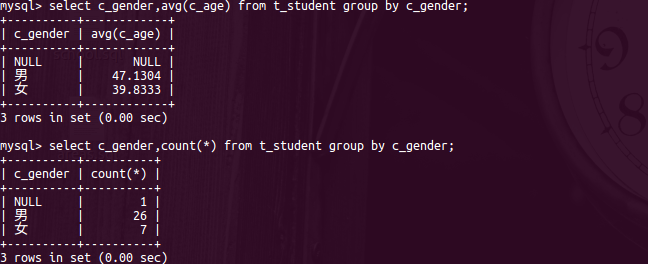 mysql> select c_gender,avg(c_age) from t_student group by c_gender;
+----------+------------+
| c_gender | avg(c_age) |
+----------+------------+
| NULL     |       NULL |
| 男       |    47.1304 |
| 女       |    39.8333 |
+----------+------------+
3 rows in set (0.00 sec)
mysql> select c_gender,count(*) from t_student group by c_gender;
+----------+----------+
| c_gender | count(*) |
+----------+----------+
| NULL     |        1 |
| 男       |       26 |
| 女       |        7 |
+----------+----------+
3 rows in set (0.00 sec)
9
8